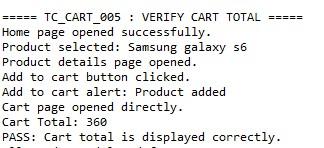 ===== TC_CART_005 : VERIFY CART TOTAL =====
Home page opened successfully.
Product selected: Samsung galaxy s6
Product details page opened.
Add to cart button clicked.
Add to cart alert: Product added
Cart page opened directly.
Cart Total: 360
PASS: Cart total is displayed correctly.